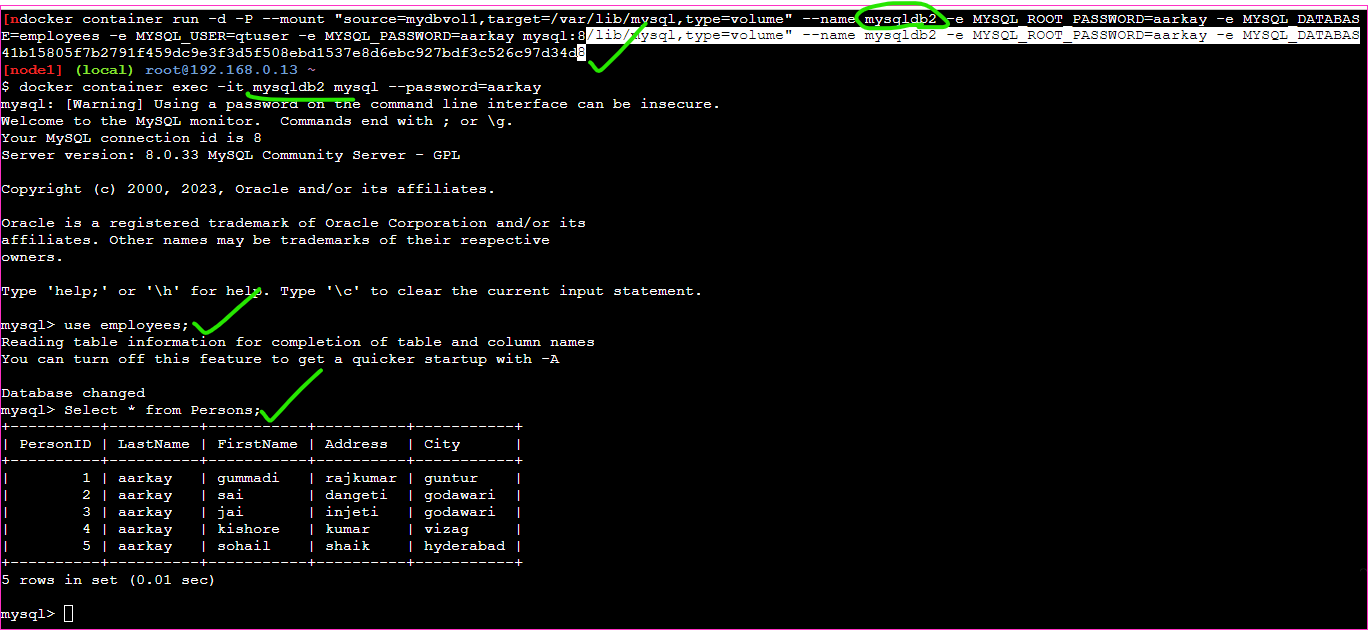 [ndocker container run -d -P --mount "source=mydbvol1,target=/var/lib/mysql,type=volume" --name mysqldb2 -e MYSQL_ROOT_PASSWORD=aarkay -e MYSQL_DATABAS
E=employees -e MYSQL_USER=qtuser -e MYSQL_PASSWORD=aarkay mysql:8/lib/mysql,type=volume" --name mysqldb2 -e MYSQL_ROOT_PASSWORD=aarkay -e MYSQL_DATABAS
41b15805f7b2791f459dc9e3f3d5f508ebd1537e8d6ebc927bdf3c526c97d34d8
[node1] (local) root@192.168.0.13 ~
$ docker container exec -it mysqldb2 mysql --password=aarkay
mysql: [Warning] Using a password on the command line interface can be insecure.
Welcome to the MySQL monitor.  Commands end with ; or \g.
Your MySQL connection id is 8
Server version: 8.0.33 MySQL Community Server - GPL

Copyright (c) 2000, 2023, Oracle and/or its affiliates.

Oracle is a registered trademark of Oracle Corporation and/or its
affiliates. Other names may be trademarks of their respective
owners.

Type 'help;' or '\h' for help. Type '\c' to clear the current input statement.

mysql> use employees;
Reading table information for completion of table and column names
You can turn off this feature to get a quicker startup with -A

Database changed
mysql> Select * from Persons;
+----------+----------+-----------+----------+-----------+
| PersonID | LastName | FirstName | Address  | City      |
+----------+----------+-----------+----------+-----------+
|        1 | aarkay   | gummadi   | rajkumar | guntur    |
|        2 | aarkay   | sai       | dangeti  | godawari  |
|        3 | aarkay   | jai       | injeti   | godawari  |
|        4 | aarkay   | kishore   | kumar    | vizag     |
|        5 | aarkay   | sohail    | shaik    | hyderabad |
+----------+----------+-----------+----------+-----------+
5 rows in set (0.01 sec)

mysql>